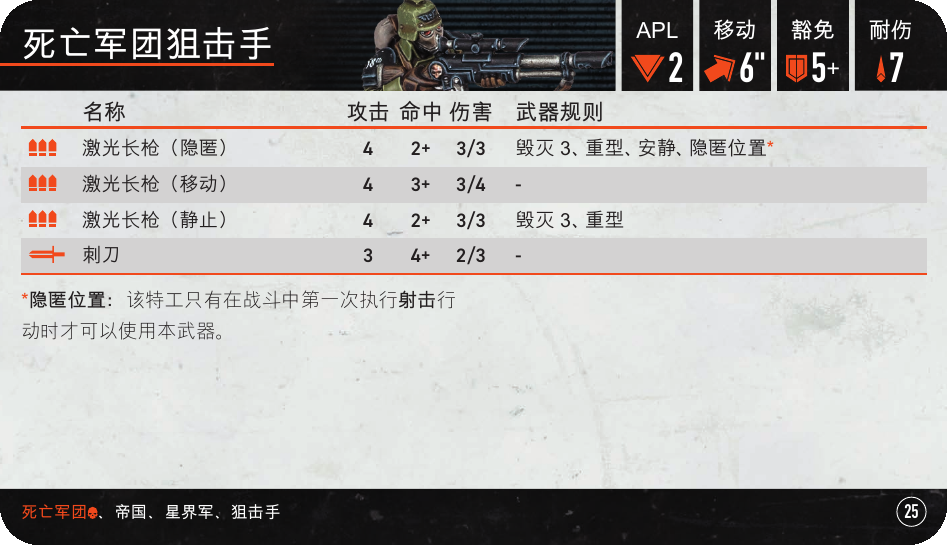 死亡军团狙击手
APL 移动 豁免 耐伤
2 6" 5+ 7
名称 攻击 命中 伤害 武器规则
激光长枪（隐匿） 4 2+ 3/3 毁灭 3、重型、安静、隐匿位置*
激光长枪（移动） 4 3+ 3/4 -
激光长枪（静止） 4 2+ 3/3 毁灭 3、重型
刺刀 3 4+ 2/3 -
*隐匿位置：该特工只有在战斗中第一次执行射击行
动时才可以使用本武器。
死亡军团、帝国、星界军、狙击手
25